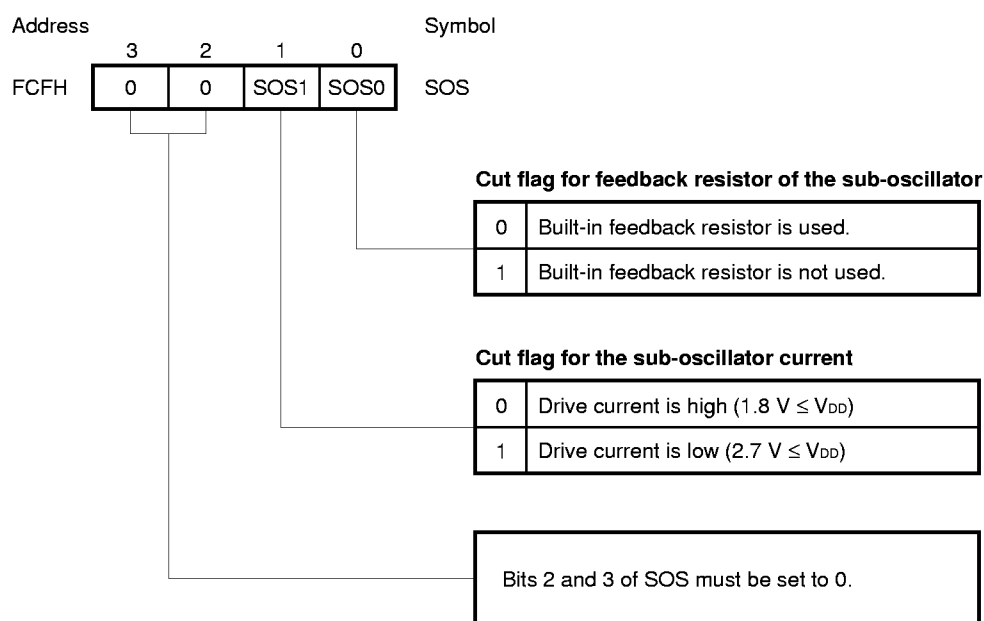 Address Symbol
3 2 1 0
FCFH 0 0 SOS1 SOS0 SOS
Cut flag for feedback resistor of the sub-oscillator
0 Built-in feedback resistor is used.
1 Built-in feedback resistor is not used.
Cut flag for the sub-oscillator current
0 Drive current is high (1.8 V ≤ VDD)
1 Drive current is low (2.7 V ≤ VDD)
Bits 2 and 3 of SOS must be set to 0.